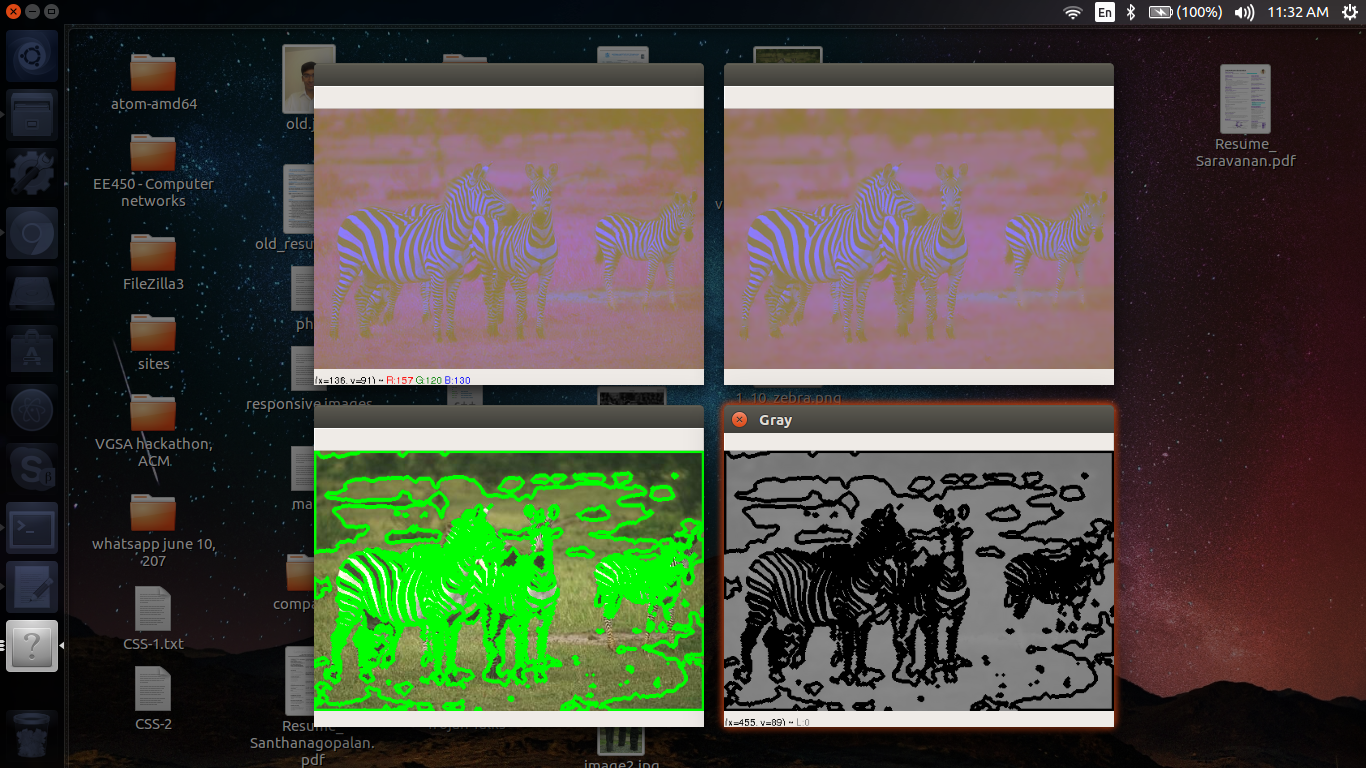 En
(100%)
11:32 AM
atom-amd64
EE450 - Computer
networks
FileZilla3
sites
VGSA hackathon,
ACM
whatsapp june 10,
207
CSS-1.txt
CSS-2
old.j
old_resu
ph
responsive images
ma
compa
Resume_
Santhanagopalan.
pdf
(x=136, y=91) ~ R:157 G:120 B:130
1_10_zebra.png
Gray
(x=455, y=89) ~ L:0
image2.jpg
Resume_
Saravanan.pdf